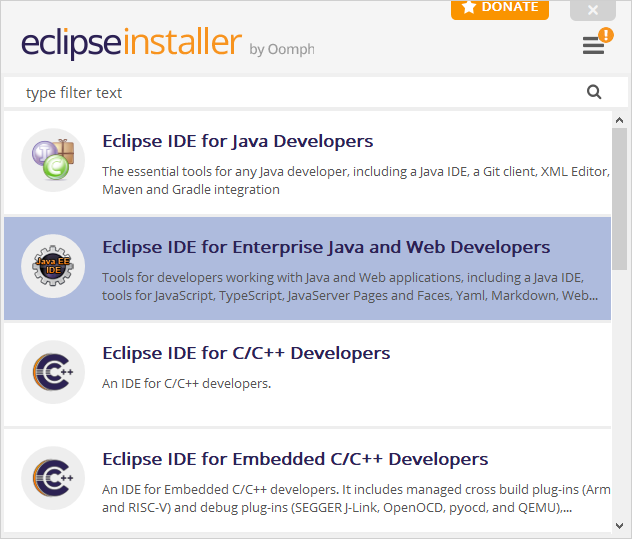 DONATE
eclipseinstaller by Oomph
type filter text
Eclipse IDE for Java Developers
The essential tools for any Java developer, including a Java IDE, a Git client, XML Editor,
Maven and Gradle integration
Java EE
IDE
Eclipse IDE for Enterprise Java and Web Developers
Tools for developers working with Java and Web applications, including a Java IDE,
tools for JavaScript, TypeScript, JavaServer Pages and Faces, Yaml, Markdown, Web...
Eclipse IDE for C/C++ Developers
An IDE for C/C++ developers.
Eclipse IDE for Embedded C/C++ Developers
An IDE for Embedded C/C++ developers. It includes managed cross build plug-ins (Arm
and RISC-V) and debug plug-ins (SEGGER J-Link, OpenOCD, pyocd, and QEMU),...